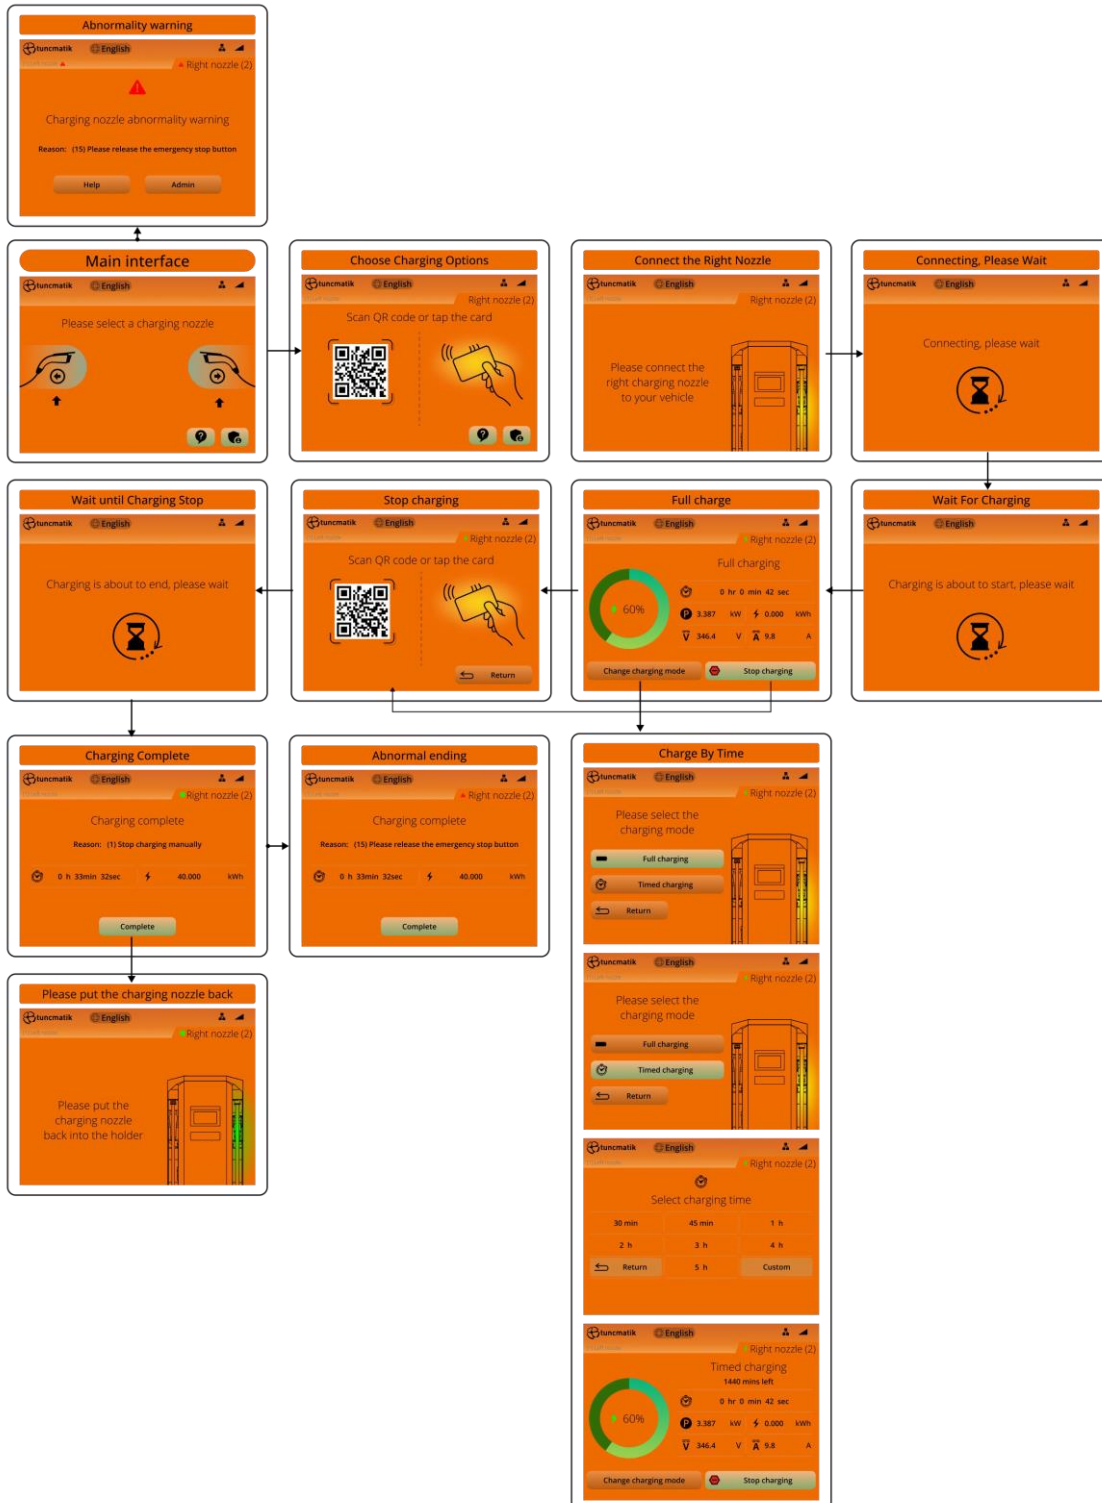 Abnormality warning
tuncmatik English
Right nozzle (2)
Charging nozzle abnormality warning
Reason: (15) Please release the emergency stop button
Help Admin
Main interface
tuncmatik English
Please select a charging nozzle
Choose Charging Options
tuncmatik English
Right nozzle (2)
Scan QR code or tap the card
Connect the Right Nozzle
tuncmatik English
Right nozzle (2)
Please connect the
right charging nozzle
to your vehicle
Connecting, Please Wait
tuncmatik English
Connecting, please wait
Wait until Charging Stop
tuncmatik English
Charging is about to end, please wait
Stop charging
tuncmatik English
Right nozzle (2)
Scan QR code or tap the card
Return
Full charge
tuncmatik English
Right nozzle (2)
Full charging
0 hr 0 min 42 sec
60%
P 3.387 kW 0.000 kWh
V 346.4 V A 9.8 A
Change charging mode Stop charging
Wait For Charging
tuncmatik English
Charging is about to start, please wait
Charging Complete
tuncmatik English
Right nozzle (2)
Charging complete
Reason: (1) Stop charging manually
0 h 33min 32sec 40.000 kWh
Complete
Abnormal ending
tuncmatik English
Right nozzle (2)
Charging complete
Reason: (15) Please release the emergency stop button
0 h 33min 32sec 40.000 kWh
Complete
Charge By Time
tuncmatik English
Right nozzle (2)
Please select the
charging mode
Full charging
Timed charging
Return
tuncmatik English
Right nozzle (2)
Please select the
charging mode
Full charging
Timed charging
Return
tuncmatik English
Right nozzle (2)
Select charging time
30 min 45 min 1 h
2 h 3 h 4 h
Return 5 h Custom
tuncmatik English
Right nozzle (2)
Timed charging
1440 mins left
0 hr 0 min 42 sec
60%
P 3.387 kW 0.000 kWh
V 346.4 V A 9.8 A
Change charging mode Stop charging
Please put the charging nozzle back
tuncmatik English
Right nozzle (2)
Please put the
charging nozzle
back into the holder